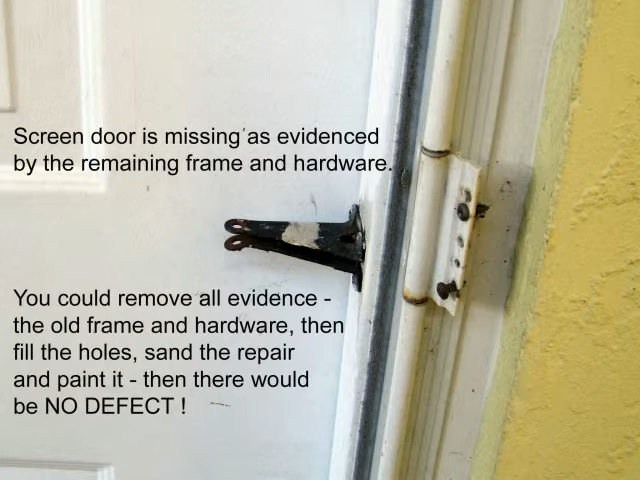 Screen door is missing as evidenced
by the remaining frame and hardware.
You could remove all evidence -
the old frame and hardware, then
fill the holes, sand the repair
and paint it - then there would
be NO DEFECT !